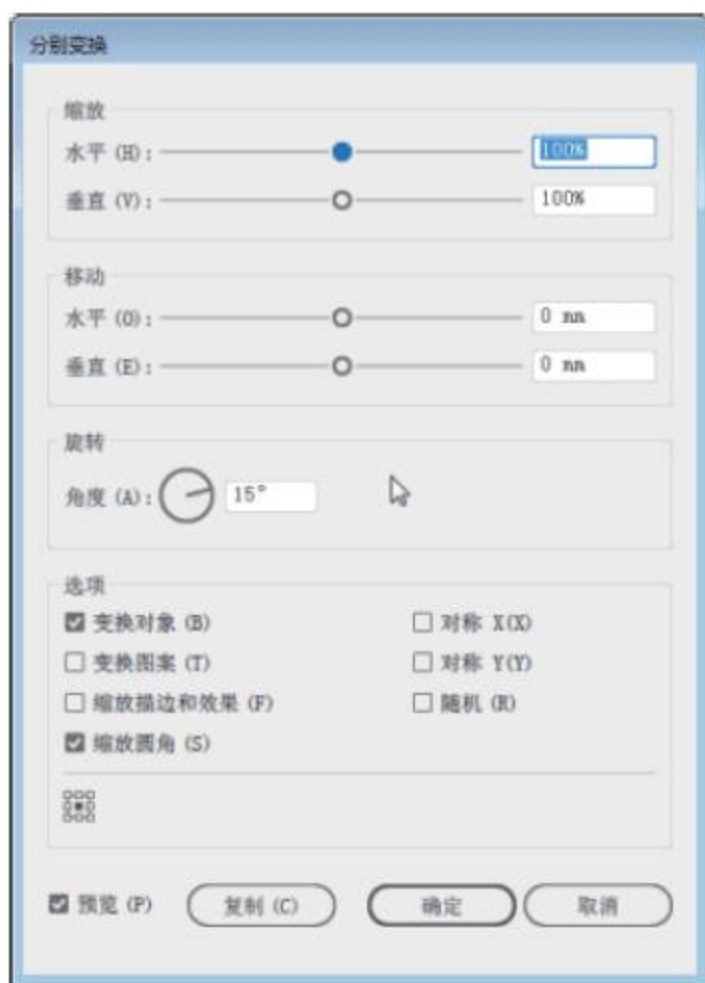 分别变换
缩放
水平 (H): 100%
垂直 (V): 100%
移动
水平 (O): 0 mm
垂直 (E): 0 mm
旋转
角度 (A): 15°
选项
变换对象 (B) 对称 X(X)
变换图案 (T) 对称 Y(Y)
缩放描边和效果 (F) 随机 (R)
缩放圆角 (S)
预览 (P) 复制 (C) 确定 取消